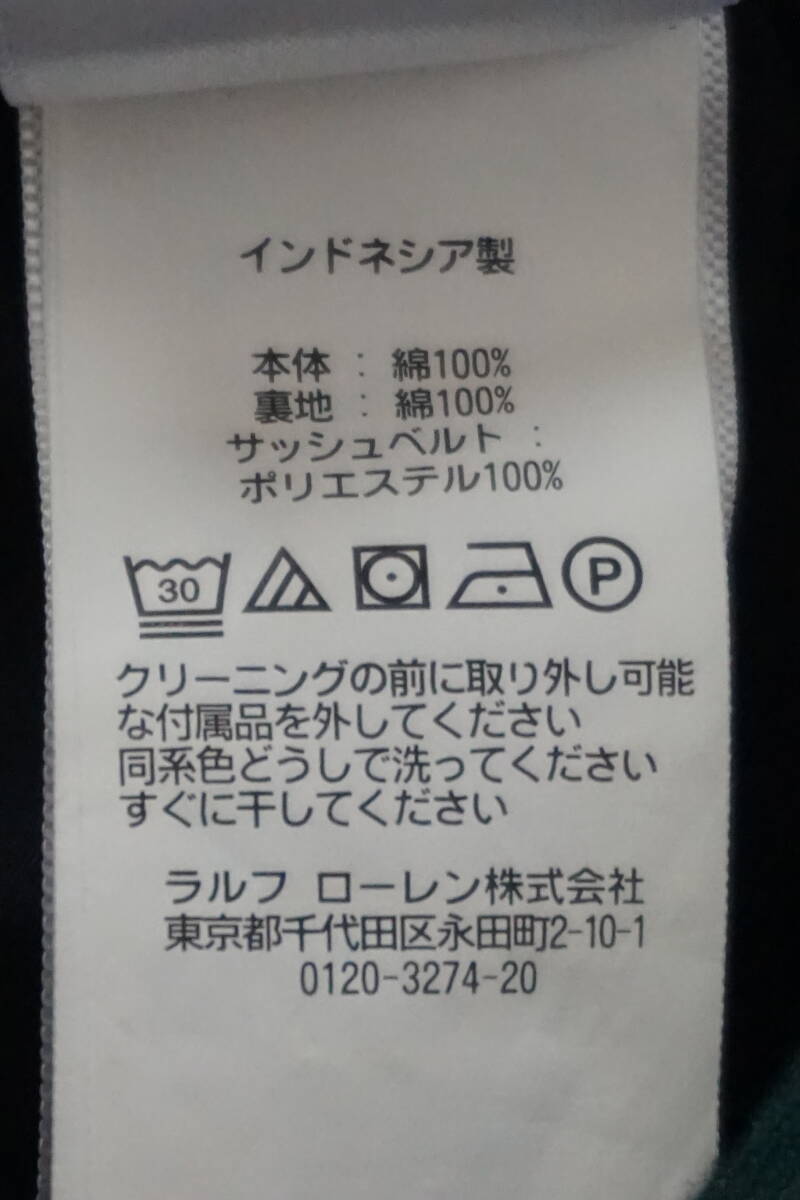 インドネシア製
本体 : 綿100%
裏地 : 綿100%
サッシュベルト :
ポリエステル100%
30 P
クリーニングの前に取り外し可能
な付属品を外してください
同系色どうしで洗ってください
すぐに干してください
ラルフ ローレン株式会社
東京都千代田区永田町2-10-1
0120-3274-20